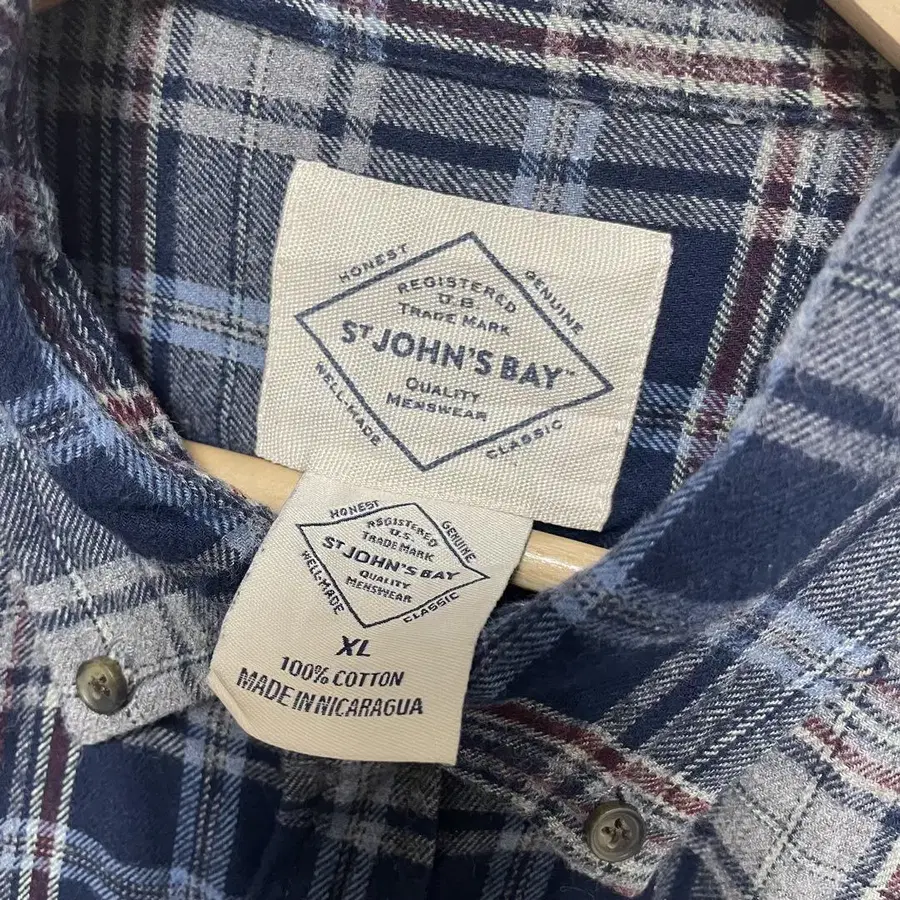 HONEST
GENUINE
REGISTERED
U.S.
TRADE MARK
ST JOHN'S BAY™
QUALITY
MENSWEAR
WELL-MADE
CLASSIC
HONEST
GENUINE
REGISTERED
U.S.
TRADE MARK
ST JOHN'S BAY
QUALITY
MENSWEAR
WELL-MADE
CLASSIC
XL
100% COTTON
MADE IN NICARAGUA